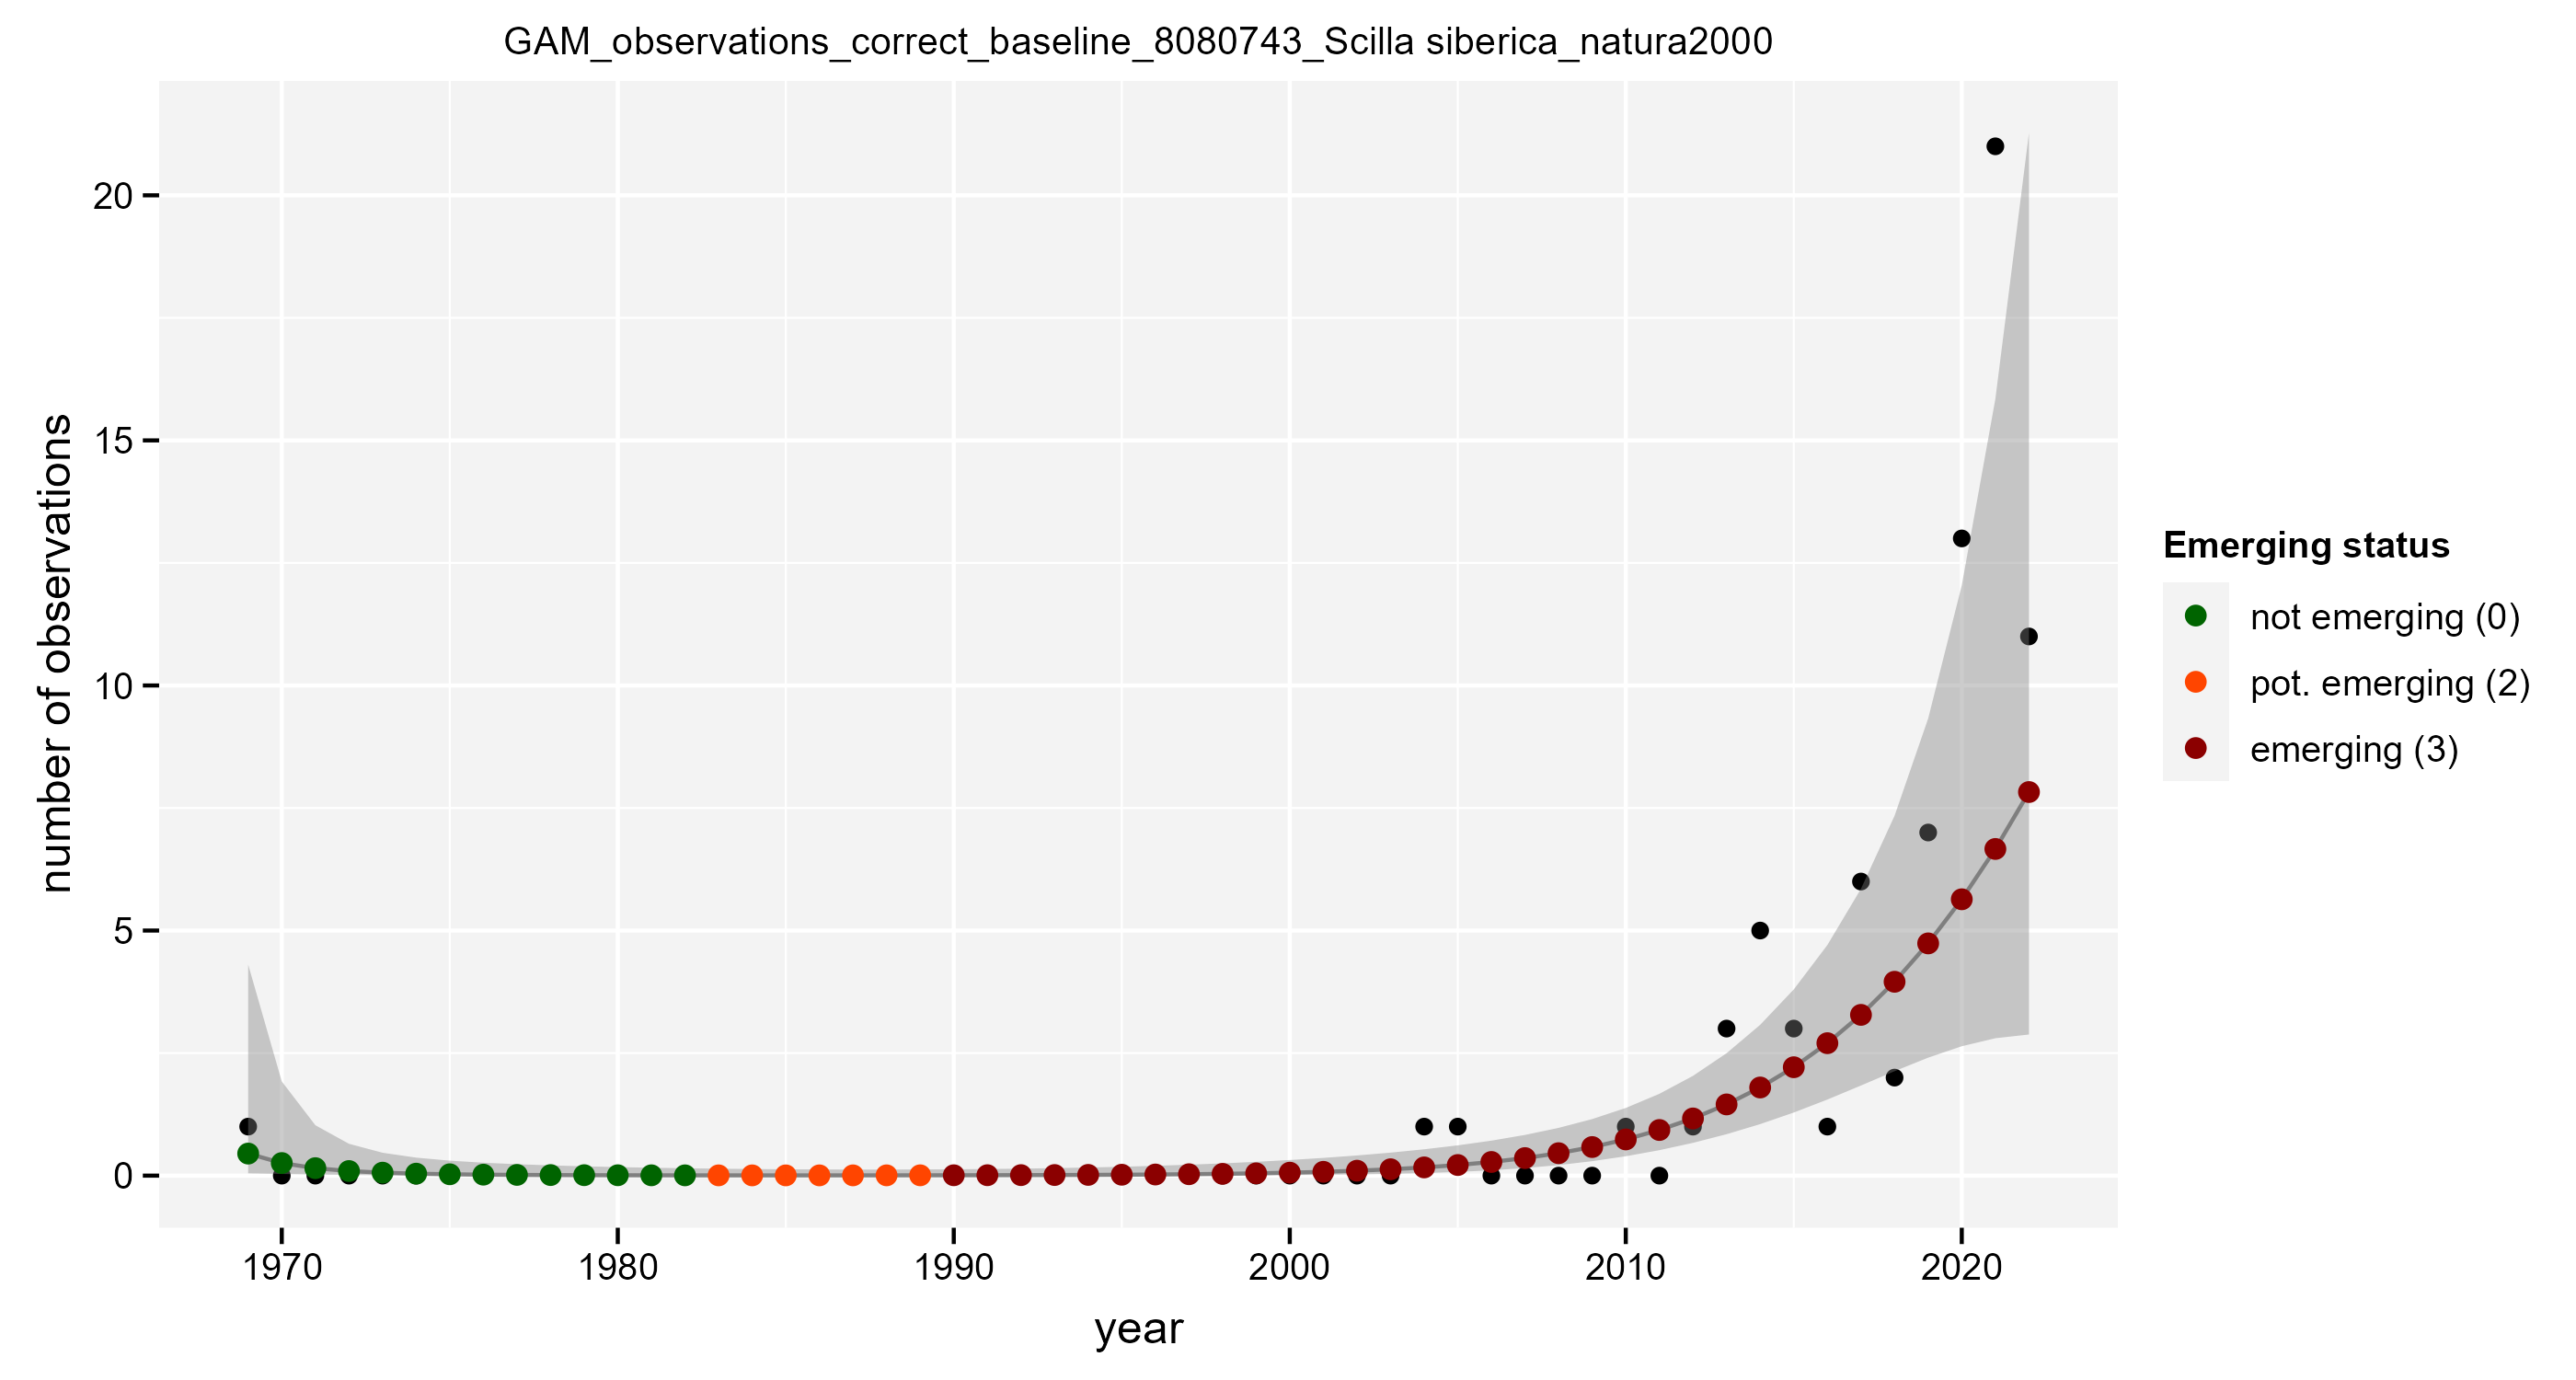 GAM_observations_correct_baseline_8080743_Scilla siberica_natura2000
number of observations
20
15
10
5
0
1970
1980
1990
2000
2010
2020
year
Emerging status
not emerging (0)
pot. emerging (2)
emerging (3)